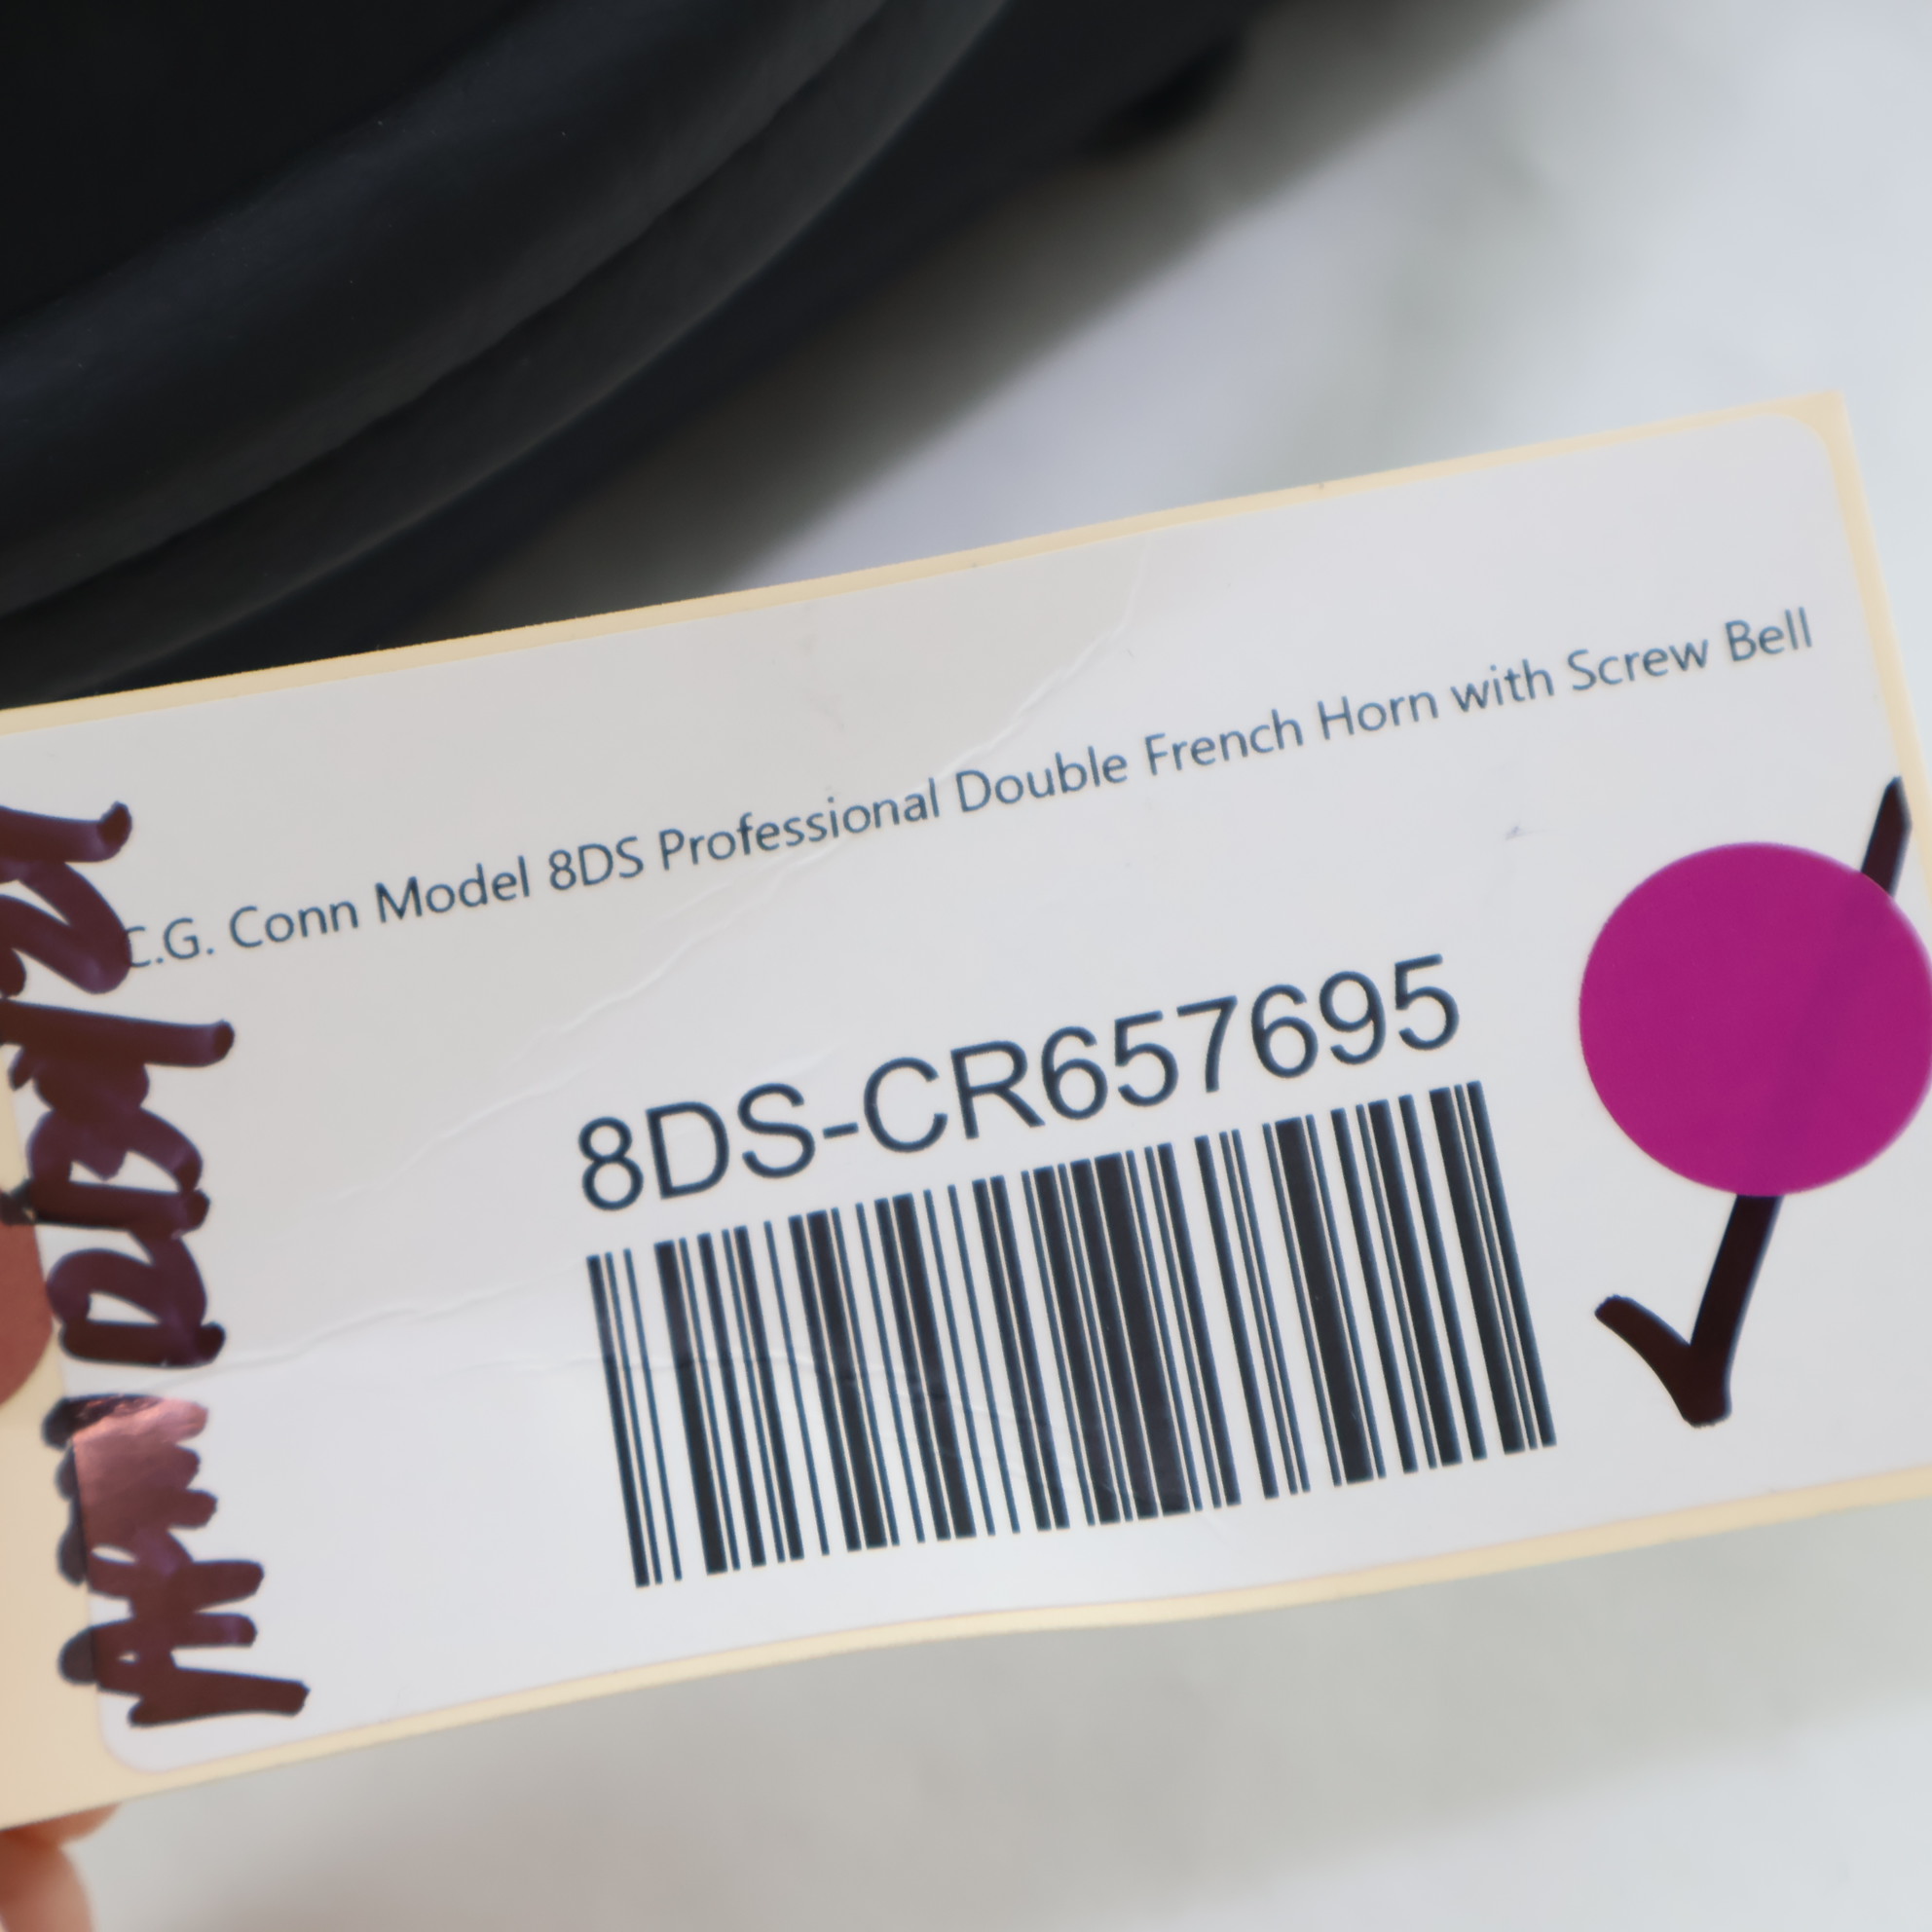 C.G. Conn Model 8DS Professional Double French Horn with Screw Bell
8DS-CR657695